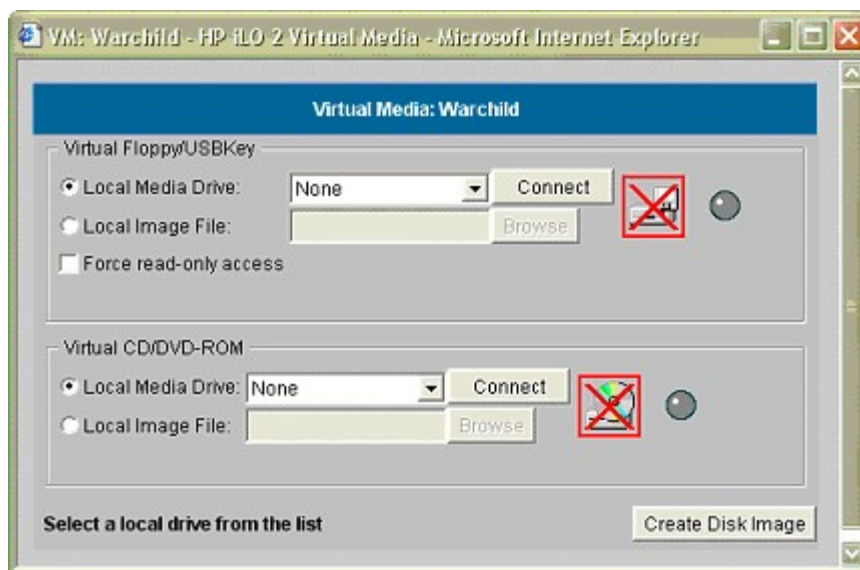 VM: Warchild - HP iLO 2 Virtual Media - Microsoft Internet Explorer
Virtual Media: Warchild
Virtual Floppy/USBKey
Local Media Drive: None Connect
Local Image File: Browse
Force read-only access
Virtual CD/DVD-ROM
Local Media Drive: None Connect
Local Image File: Browse
Select a local drive from the list Create Disk Image